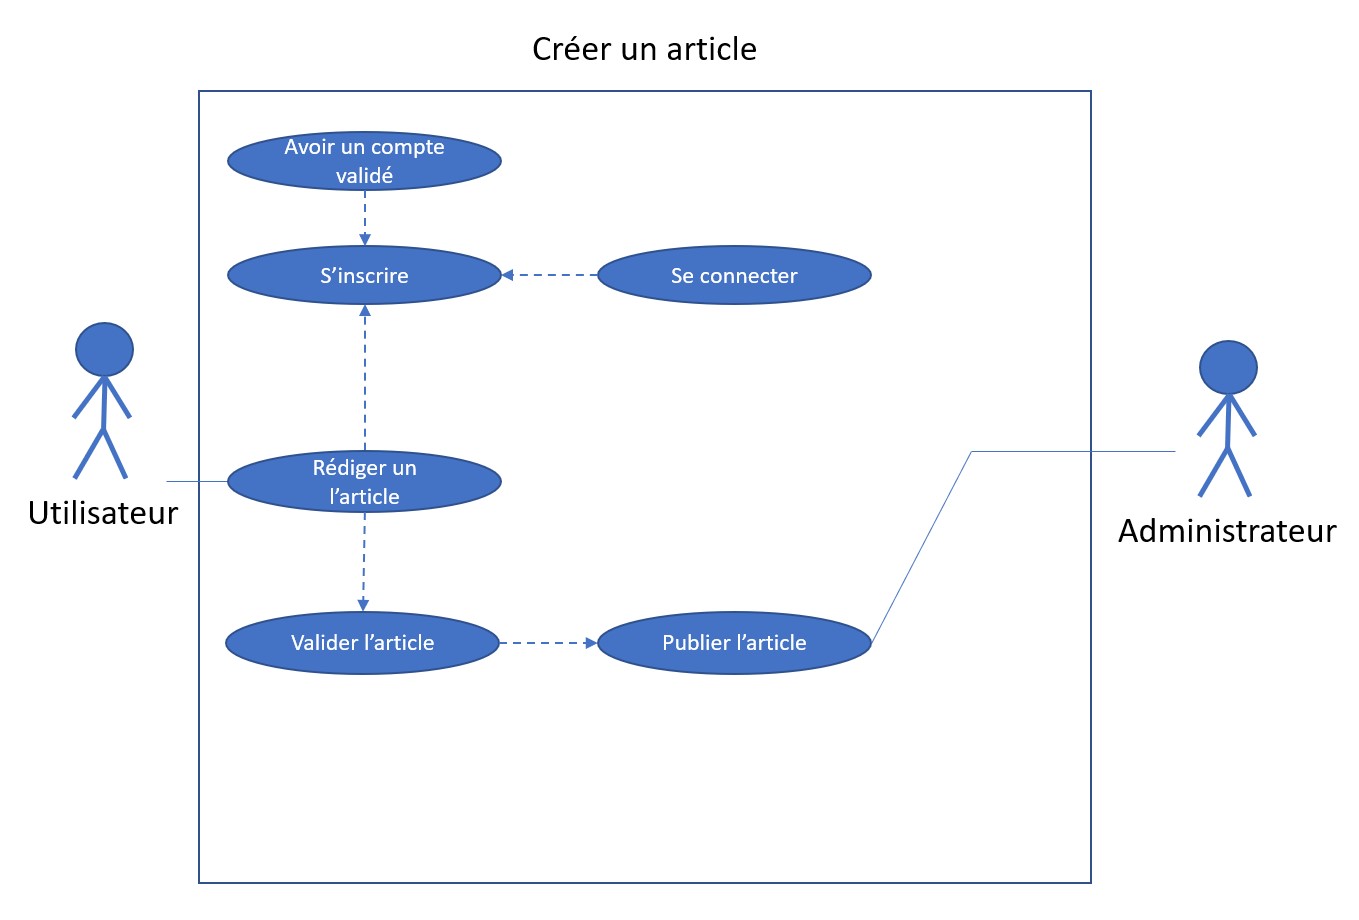 Créer un article
Avoir un compte
validé
S’inscrire
Se connecter
Rédiger un
l’article
Utilisateur
Administrateur
Valider l’article
Publier l’article